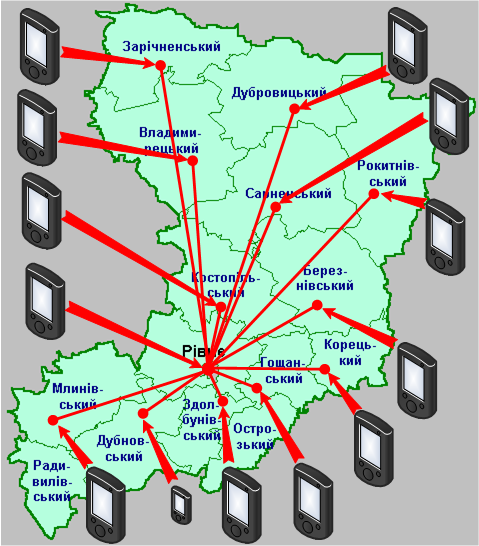 Зарічненський
Дубровицький
Владими-
рецький
Рокитнів-
ський
Сарненський
Костопіль-
ський
Берез-
нівський
Рівне
Гощан-
ський
Корець-
кий
Млинів-
ський
Здол-
бунів-
ський
Остро-
зький
Дубнов-
ський
Ради-
вилів-
ський